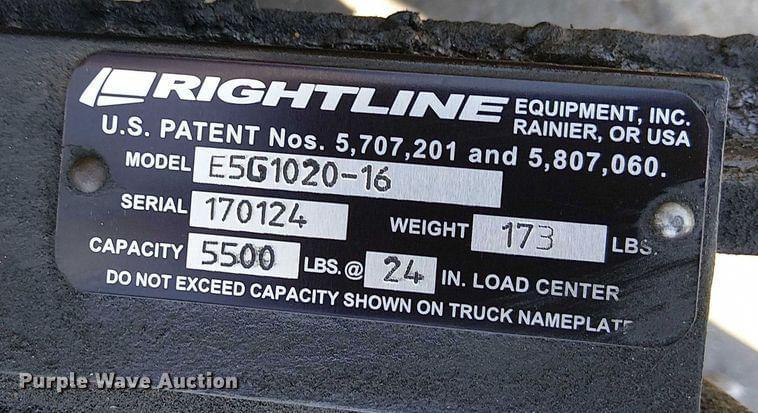 RIGHTLINE EQUIPMENT, INC.
RAINIER, OR USA
U.S. PATENT Nos. 5,707,201 and 5,807,060.
MODEL E5G1020-16
SERIAL 170124 WEIGHT 173 LBS.
CAPACITY 5500 LBS.@ 24 IN. LOAD CENTER
DO NOT EXCEED CAPACITY SHOWN ON TRUCK NAMEPLATE
Purple Wave Auction